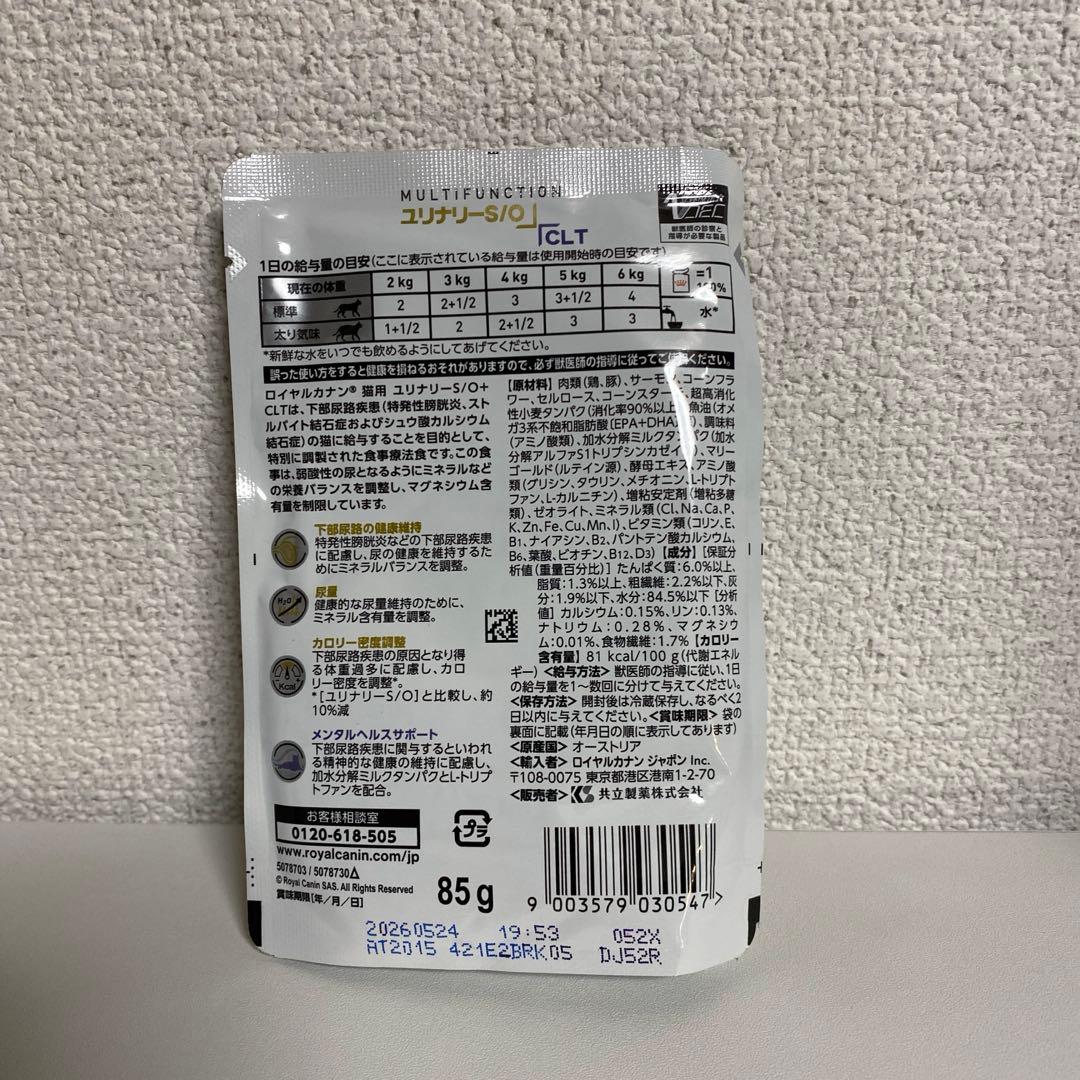 MULTiFUNCTION
ユリナリーS/O
CLT
獣医師の診察と
指導が必要な製品
1日の給与量の目安(ここに表示されている給与量は使用開始時の目安です)
現在の体重 2 kg 3 kg 4 kg 5 kg 6 kg =1
100%
標準 2 2+1/2 3 3+1/2 4 水*
太り気味 1+1/2 2 2+1/2 3 3
*新鮮な水をいつでも飲めるようにしてあげてください。
誤った使い方をすると健康を損ねるおそれがありますので、必ず獣医師の指導に従ってご使用ください。
ロイヤルカナン® 猫用 ユリナリーS/O+
CLTは、下部尿路疾患(特発性膀胱炎、スト
ルバイト結石症およびシュウ酸カルシウム
結石症)の猫に給与することを目的として、
特別に調製された食事療法食です。この食
事は、弱酸性の尿となるようにミネラルなど
の栄養バランスを調整し、マグネシウム含
有量を制限しています。
下部尿路の健康維持
特発性膀胱炎などの下部尿路疾患
に配慮し、尿の健康を維持するた
めにミネラルバランスを調整。
H₂O
尿量
健康的な尿量維持のために、
ミネラル含有量を調整。
Kcal
カロリー密度調整
下部尿路疾患の原因となり得
る体重過多に配慮し、カロ
リー密度を調整*。
*[ユリナリーS/O]と比較し、約
10%減
メンタルヘルスサポート
下部尿路疾患に関与するといわれ
る精神的な健康の維持に配慮し、
加水分解ミルクタンパクとL-トリプ
トファンを配合。
【原材料】肉類(鶏、豚)、サーモン、コーンフラ
ワー、セルロース、コーンスターチ、超高消化
性小麦タンパク(消化率90%以上)、魚油(オメ
ガ3系不飽和脂肪酸〔EPA+DHA〕源)、調味料
(アミノ酸類)、加水分解ミルクタンパク(加水
分解アルファS1トリプシンカゼイン)、マリー
ゴールド(ルテイン源)、酵母エキス、アミノ酸
類(グリシン、タウリン、メチオニン、L-トリプト
ファン、L-カルニチン)、増粘安定剤(増粘多糖
類)、ゼオライト、ミネラル類(Cl、Na、Ca、P、
K、Zn、Fe、Cu、Mn、I)、ビタミン類(コリン、E、
B₁、ナイアシン、B₂、パントテン酸カルシウム、
B₆、葉酸、ビオチン、B₁₂、D₃)【成分】[保証分
析値(重量百分比)] たんぱく質:6.0%以上、
脂質:1.3%以上、粗繊維:2.2%以下、灰
分:1.9%以下、水分:84.5%以下 [分析
値] カルシウム:0.15%、リン:0.13%、
ナトリウム:0.28%、マグネシウ
ム:0.01%、食物繊維:1.7%【カロリー
含有量】81 kcal/100 g(代謝エネル
ギー)<給与方法>獣医師の指導に従い、1日
の給与量を1〜数回に分けて与えてください。
<保存方法>開封後は冷蔵保存し、なるべく2
日以内に与えてください。<賞味期限>袋の
裏面に記載(年月日の順に表示してあります)
<原産国>オーストリア
<輸入者>ロイヤルカナン ジャポン Inc.
〒108-0075 東京都港区港南1-2-70
<販売者> KS 共立製薬株式会社
お客様相談室
0120-618-505
www.royalcanin.com/jp
5078703 / 5078730△
© Royal Canin SAS. All Rights Reserved
賞味期限[年/月/日]
プラ
85g
9 003579 030547 >
20260524 19:53 052X
AT2015 421E2BRK05 DJ52R